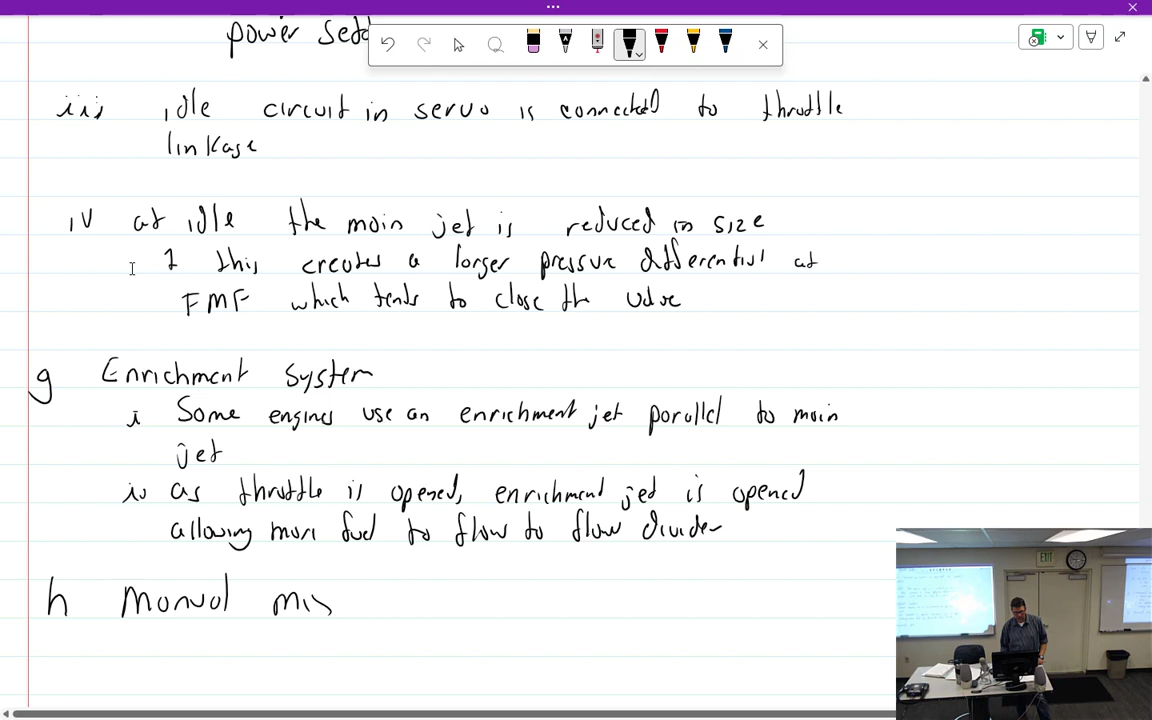 power
iii idle circuit in servo is connected to throttle
linkage
iv at idle the main jet is reduced in size
1 this creates a larger pressure differential at
FMF which tends to close the valve
g Enrichment system
i Some engines use an enrichment jet parallel to main
jet
ii as throttle is opened, enrichment jet is opened
allowing more fuel to flow to flow divider
h Manual mix
EXIT